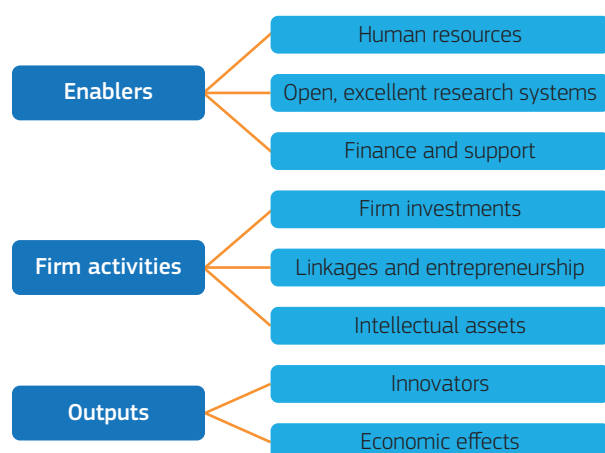 Human resources
Enablers
Open, excellent research systems
Finance and support
Firm investments
Firm activities
Linkages and entrepreneurship
Intellectual assets
Innovators
Outputs
Economic effects